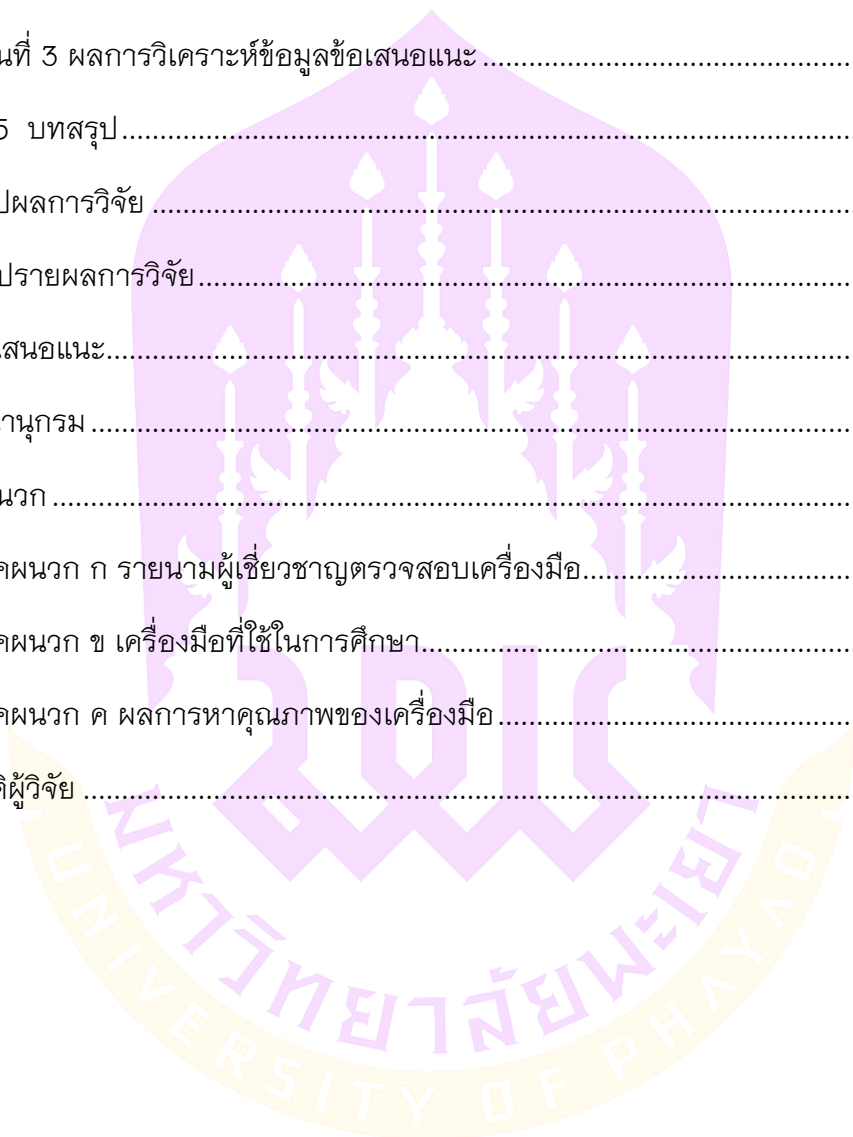 นที่ 3 ผลการวิเคราะห์ข้อมูลข้อเสนอแนะ
5 บทสรุป
ปผลการวิจัย
ปรายผลการวิจัย
เสนอแนะ
านุกรม
นวก
คผนวก ก รายนามผู้เชี่ยวชาญตรวจสอบเครื่องมือ
คผนวก ข เครื่องมือที่ใช้ในการศึกษา
คผนวก ค ผลการหาคุณภาพของเครื่องมือ
ติผู้วิจัย
มหาวิทยาลัยพะเยา
UNIVERSITY OF PHAYAO